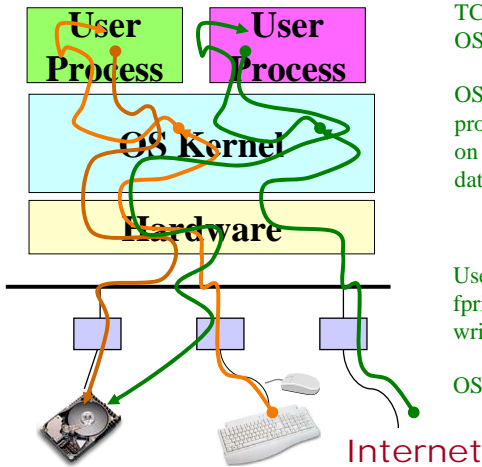 User
Process
User
Process
OS Kernel
Hardware
Internet
TC
OS
OS
pro
on
dat
Use
fpri
wri
OS